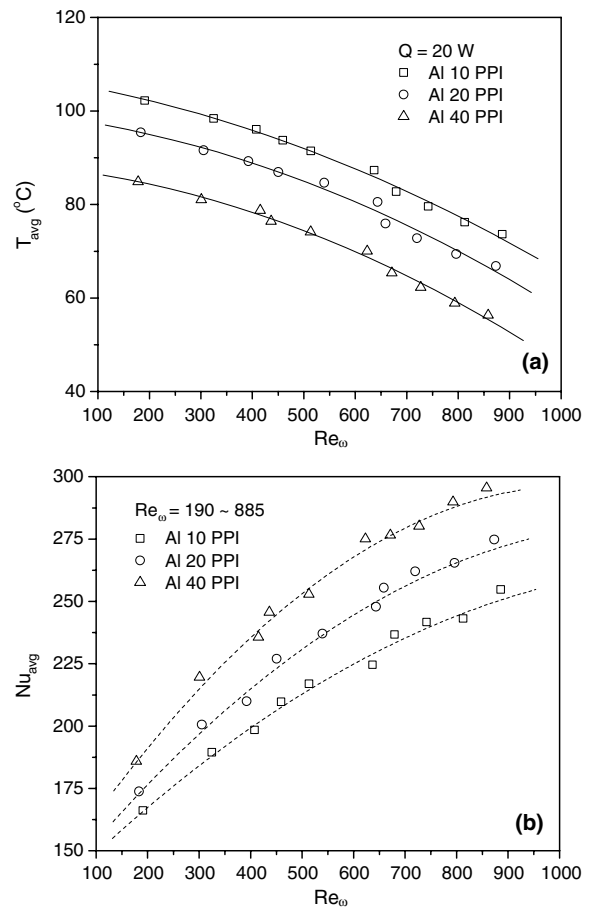 120
100
80
60
40
T_avg (°C)
Q = 20 W
Al 10 PPI
Al 20 PPI
Al 40 PPI
(a)
100 200 300 400 500 600 700 800 900 1000
Re_ω
300
275
250
225
200
175
150
Nu_avg
Re_ω = 190 ~ 885
Al 10 PPI
Al 20 PPI
Al 40 PPI
(b)
100 200 300 400 500 600 700 800 900 1000
Re_ω